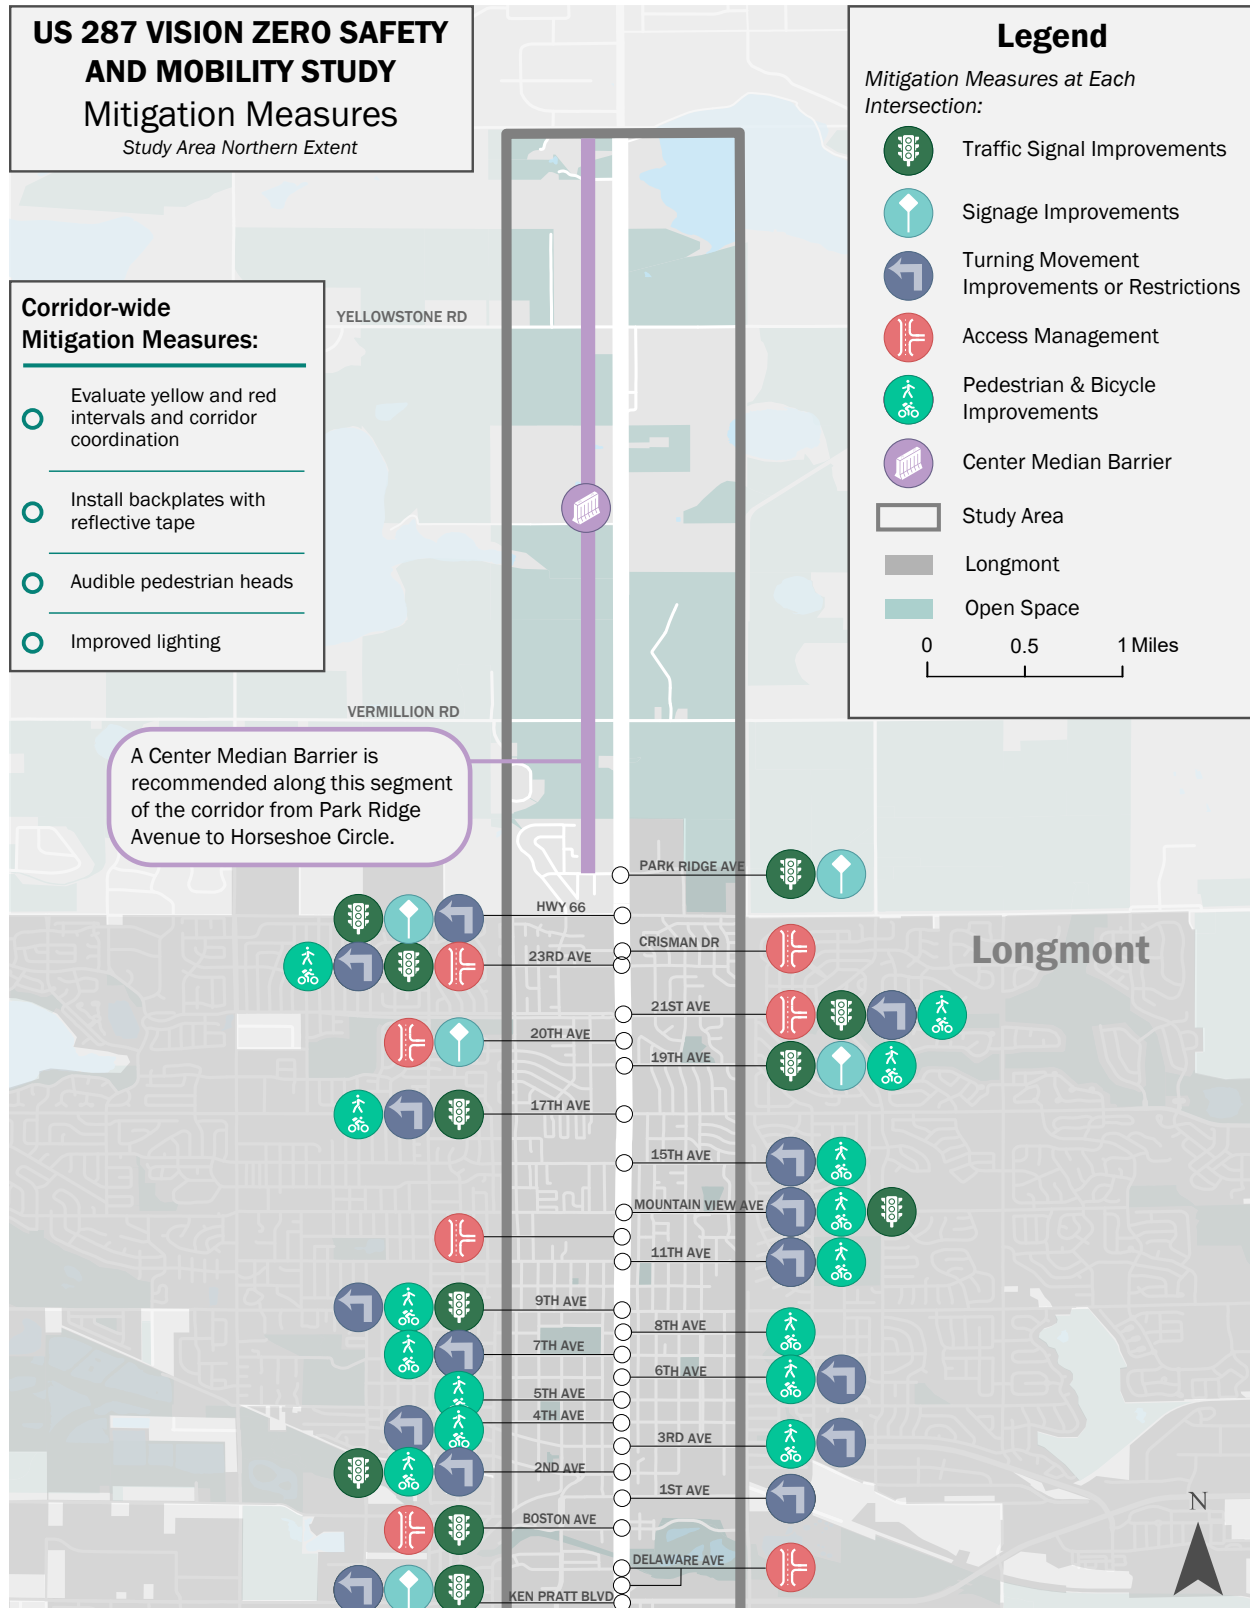 US 287 VISION ZERO SAFETY
AND MOBILITY STUDY
Mitigation Measures
Study Area Northern Extent
Legend
Mitigation Measures at Each
Intersection:
Traffic Signal Improvements
Signage Improvements
Turning Movement
Improvements or Restrictions
Access Management
Pedestrian & Bicycle
Improvements
Center Median Barrier
Study Area
Longmont
Open Space
0 0.5 1 Miles
Corridor-wide
Mitigation Measures:
Evaluate yellow and red
intervals and corridor
coordination
Install backplates with
reflective tape
Audible pedestrian heads
Improved lighting
YELLOWSTONE RD
VERMILLION RD
A Center Median Barrier is
recommended along this segment
of the corridor from Park Ridge
Avenue to Horseshoe Circle.
PARK RIDGE AVE
HWY 66
CRISMAN DR
Longmont
23RD AVE
21ST AVE
20TH AVE
19TH AVE
17TH AVE
15TH AVE
MOUNTAIN VIEW AVE
11TH AVE
9TH AVE
8TH AVE
7TH AVE
6TH AVE
5TH AVE
4TH AVE
3RD AVE
2ND AVE
1ST AVE
N
BOSTON AVE
DELAWARE AVE
KEN PRATT BLVD